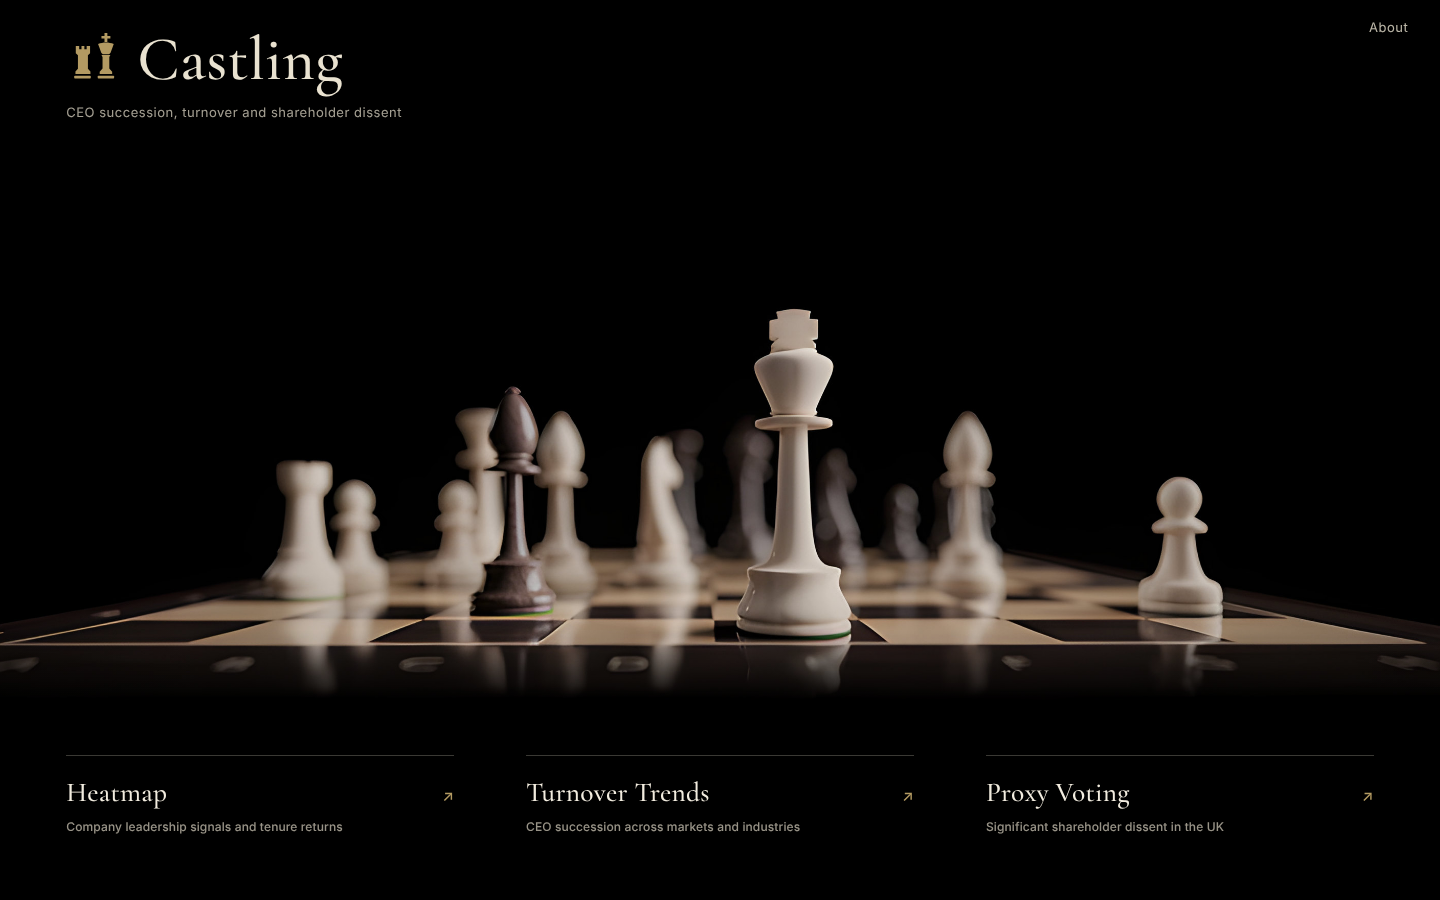 Castling
About
CEO succession, turnover and shareholder dissent
Heatmap
Company leadership signals and tenure returns
Turnover Trends
CEO succession across markets and industries
Proxy Voting
Significant shareholder dissent in the UK